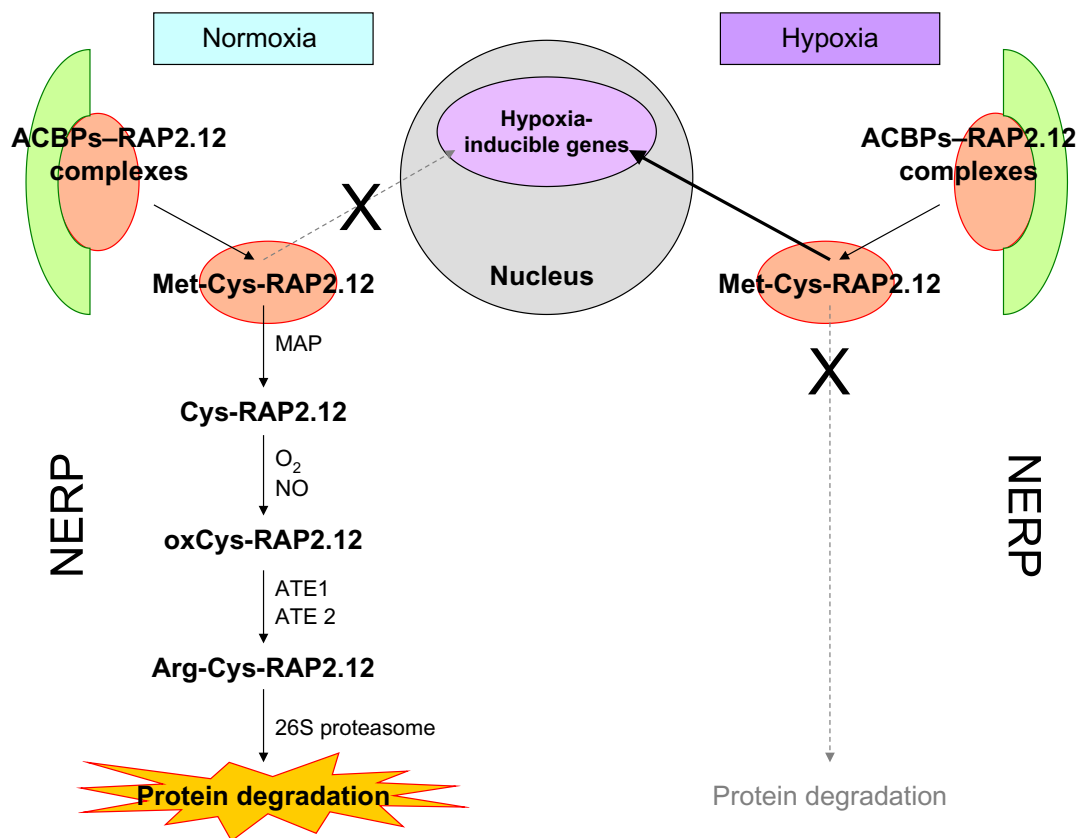 Normoxia
Hypoxia
Hypoxia-
inducible genes
ACBPs–RAP2.12
complexes
ACBPs–RAP2.12
complexes
X
Nucleus
Met-Cys-RAP2.12
Met-Cys-RAP2.12
MAP
X
Cys-RAP2.12
O₂
NO
NERP
NERP
oxCys-RAP2.12
ATE1
ATE 2
Arg-Cys-RAP2.12
26S proteasome
Protein degradation
Protein degradation